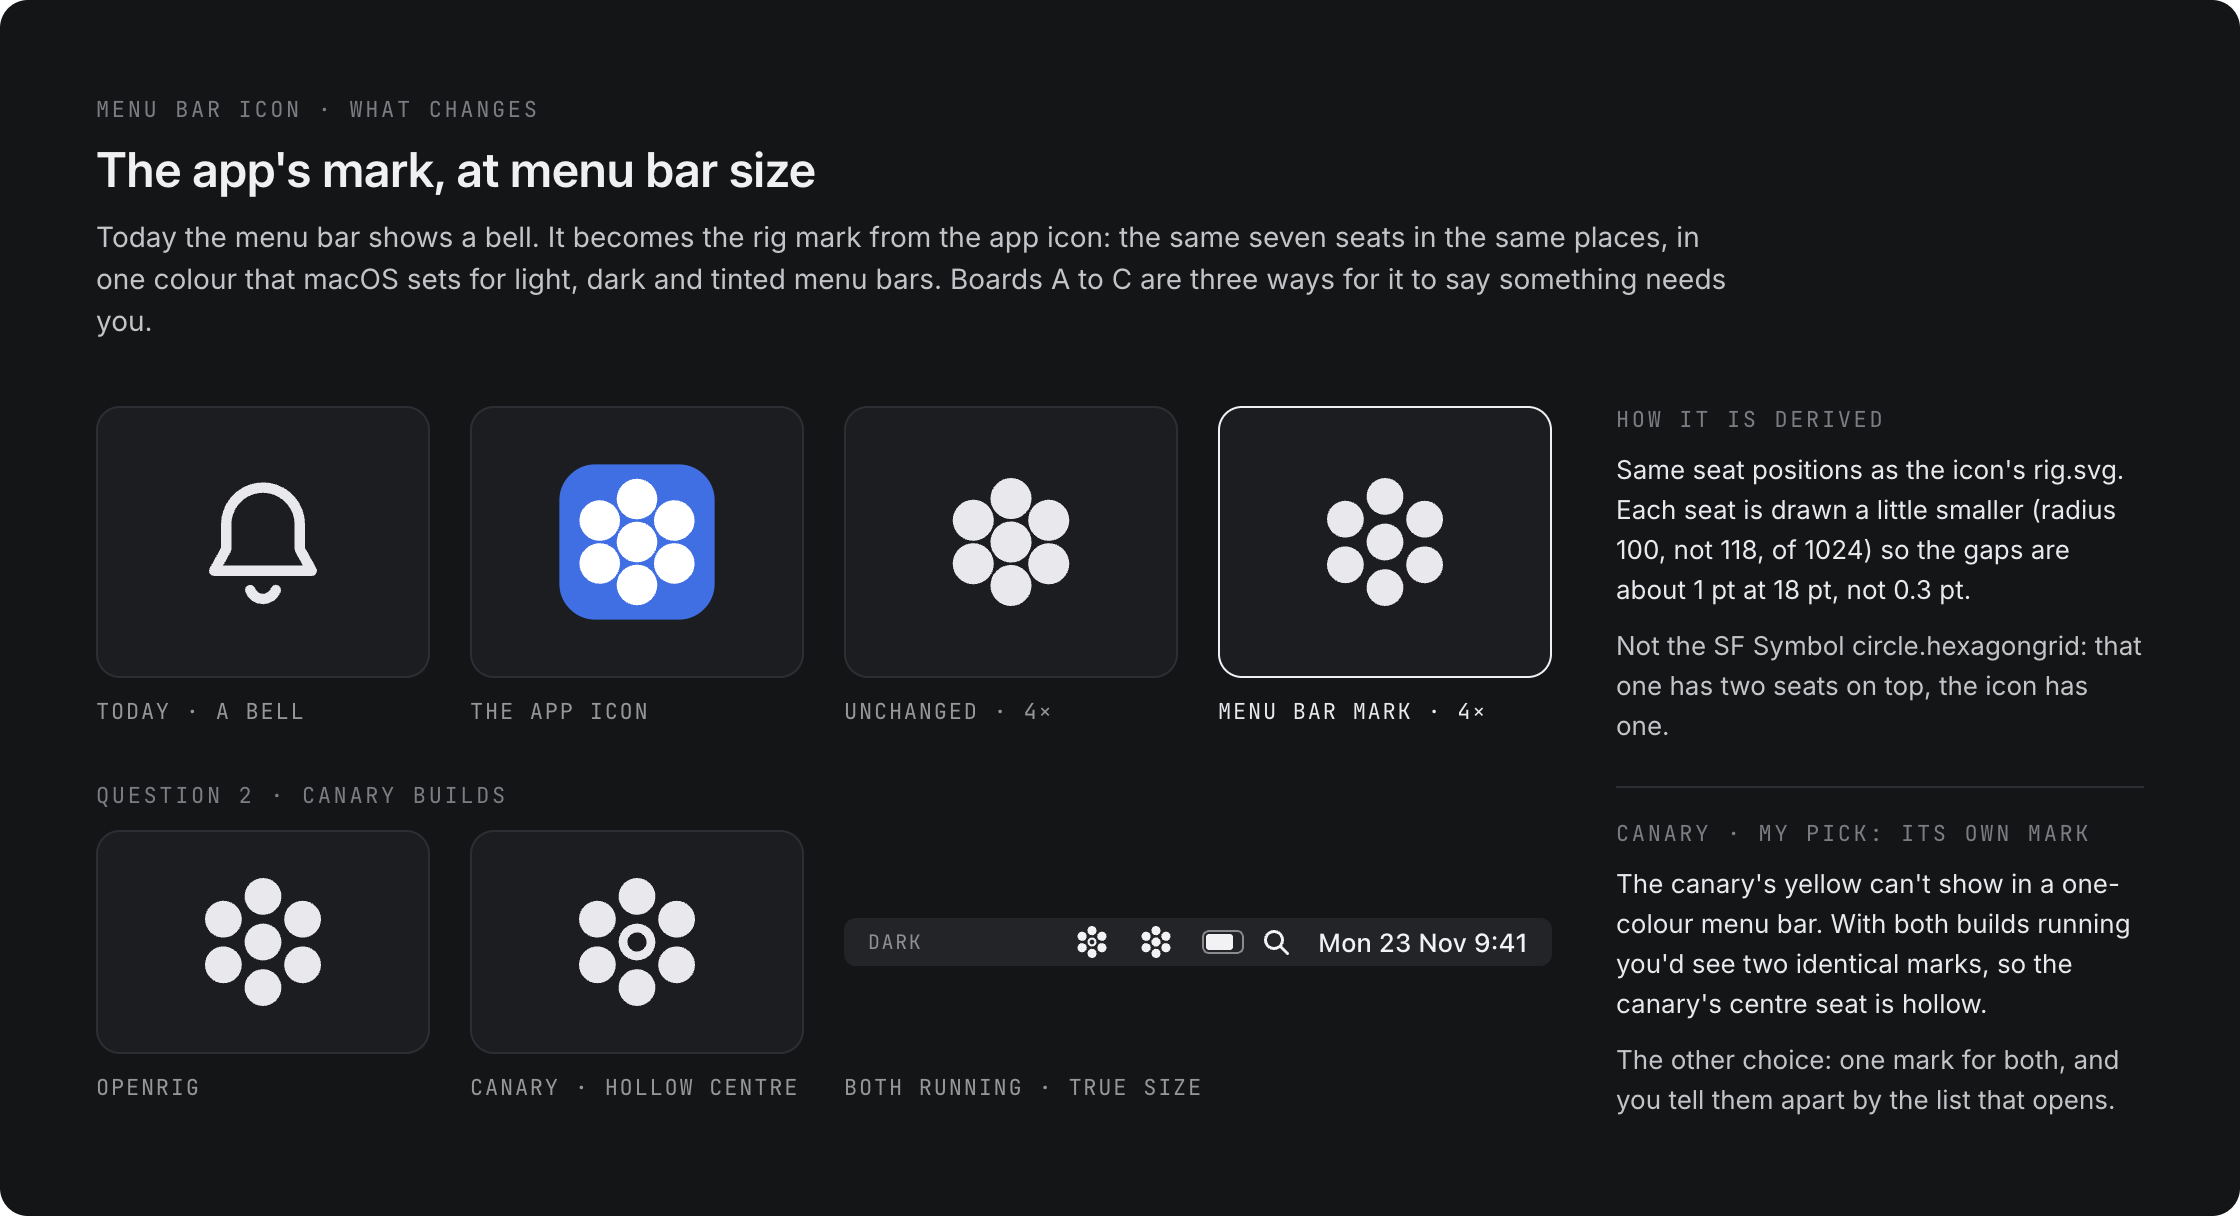 MENU BAR ICON · WHAT CHANGES
The app's mark, at menu bar size
Today the menu bar shows a bell. It becomes the rig mark from the app icon: the same seven seats in the same places, in
one colour that macOS sets for light, dark and tinted menu bars. Boards A to C are three ways for it to say something needs
you.
TODAY · A BELL
THE APP ICON
UNCHANGED · 4×
MENU BAR MARK · 4×
HOW IT IS DERIVED
Same seat positions as the icon's rig.svg.
Each seat is drawn a little smaller (radius
100, not 118, of 1024) so the gaps are
about 1 pt at 18 pt, not 0.3 pt.
Not the SF Symbol circle.hexagongrid: that
one has two seats on top, the icon has
one.
QUESTION 2 · CANARY BUILDS
DARK
Mon 23 Nov 9:41
OPENRIG
CANARY · HOLLOW CENTRE
BOTH RUNNING · TRUE SIZE
CANARY · MY PICK: ITS OWN MARK
The canary's yellow can't show in a one-
colour menu bar. With both builds running
you'd see two identical marks, so the
canary's centre seat is hollow.
The other choice: one mark for both, and
you tell them apart by the list that opens.